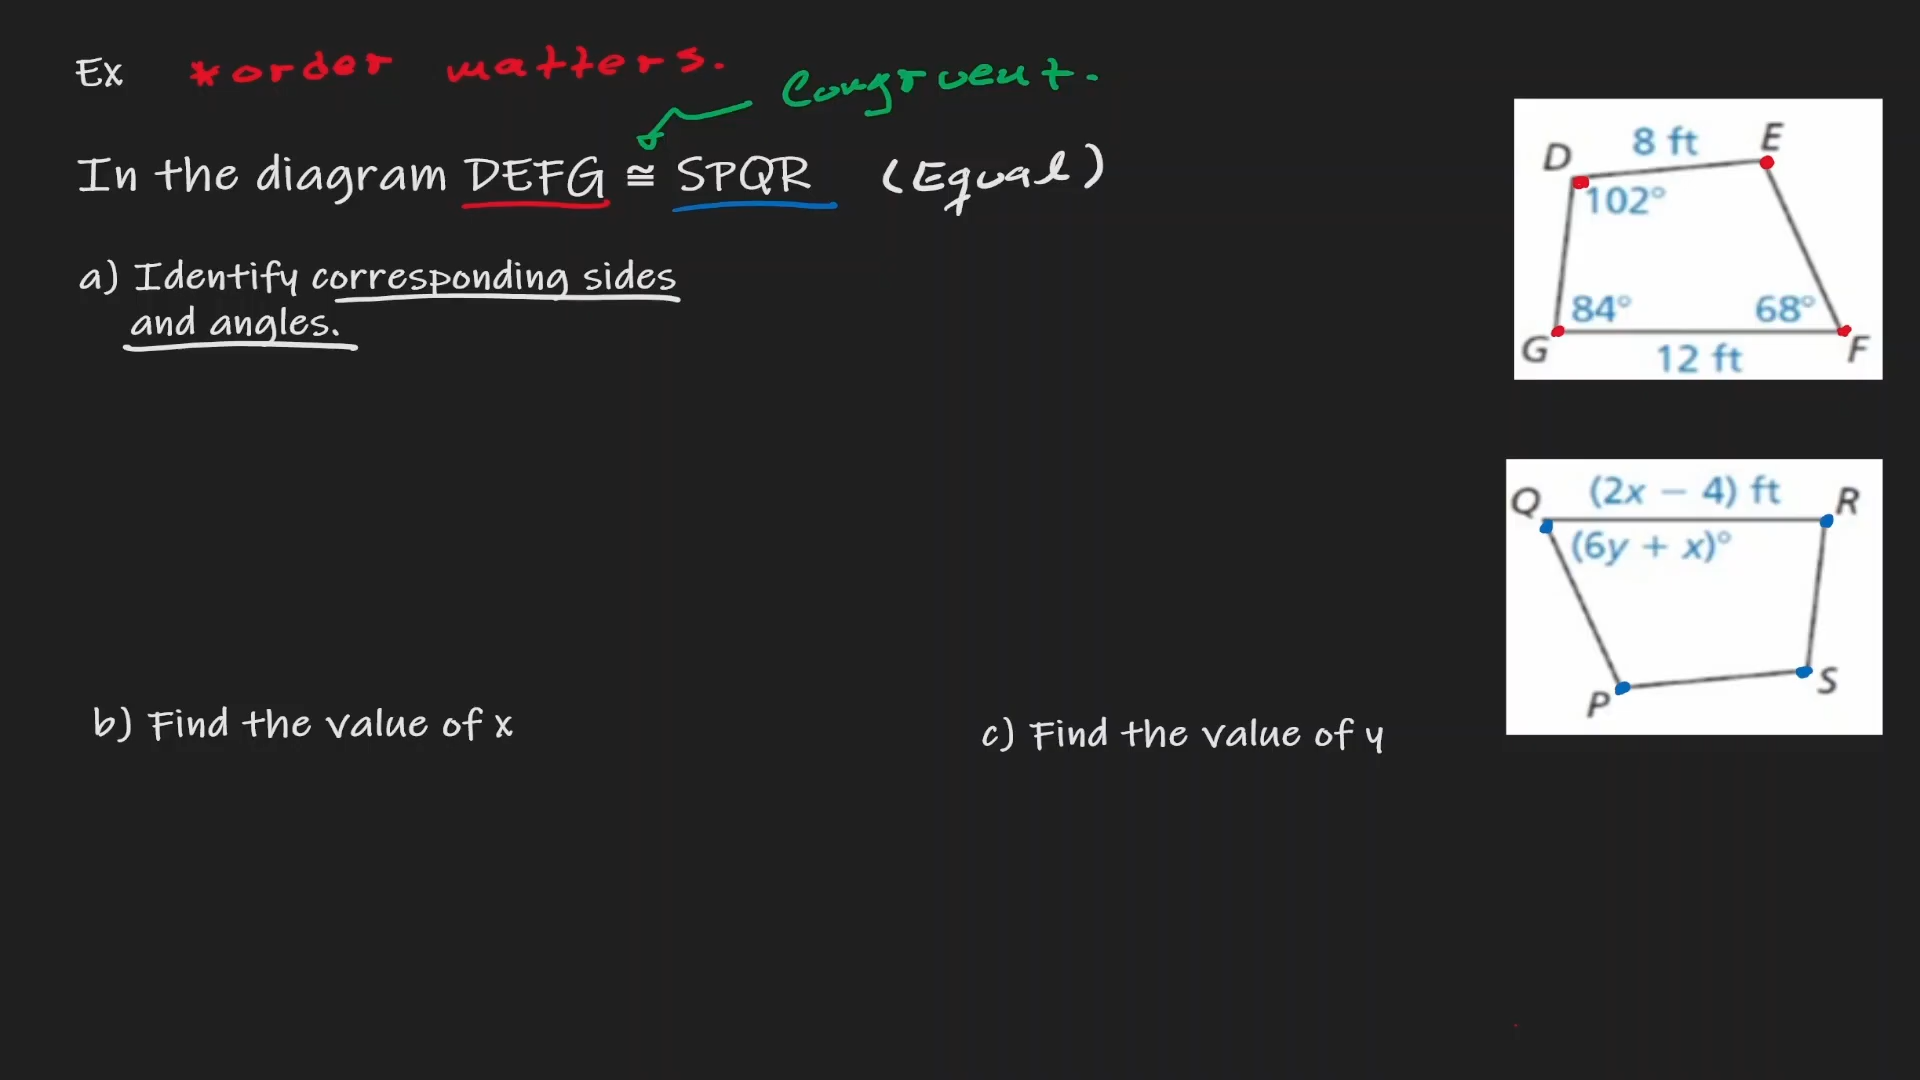 Ex *order matters.
Congruent.
In the diagram DEFG ≅ SPQR (Equal)
a) Identify corresponding sides
and angles.
b) Find the value of x
c) Find the value of y
D 8 ft E
102°
84° 68°
G 12 ft F
Q (2x − 4) ft R
(6y + x)°
P S